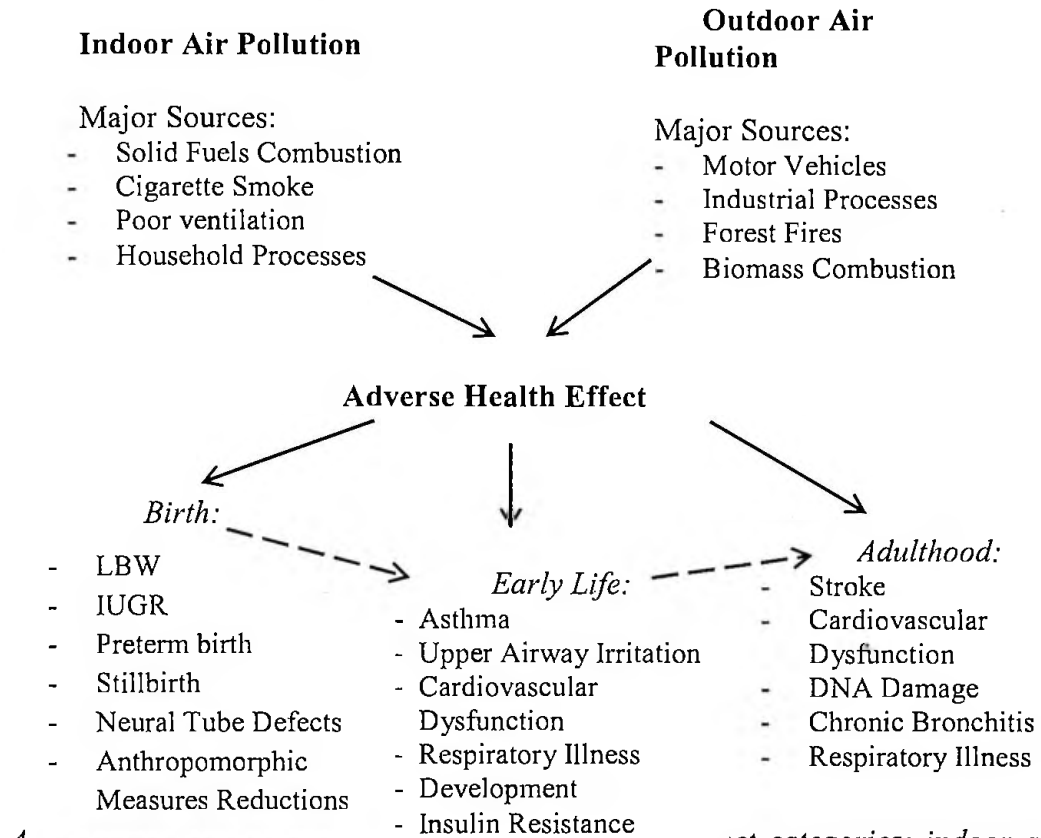 Indoor Air Pollution
Major Sources:
- Solid Fuels Combustion
- Cigarette Smoke
- Poor ventilation
- Household Processes
Outdoor Air
Pollution
Major Sources:
- Motor Vehicles
- Industrial Processes
- Forest Fires
- Biomass Combustion
Adverse Health Effect
Birth:
- LBW
- IUGR
- Preterm birth
- Stillbirth
- Neural Tube Defects
- Anthropomorphic
Measures Reductions
Early Life:
- Asthma
- Upper Airway Irritation
- Cardiovascular
Dysfunction
- Respiratory Illness
- Development
- Insulin Resistance
Adulthood:
- Stroke
- Cardiovascular
Dysfunction
- DNA Damage
- Chronic Bronchitis
- Respiratory Illness